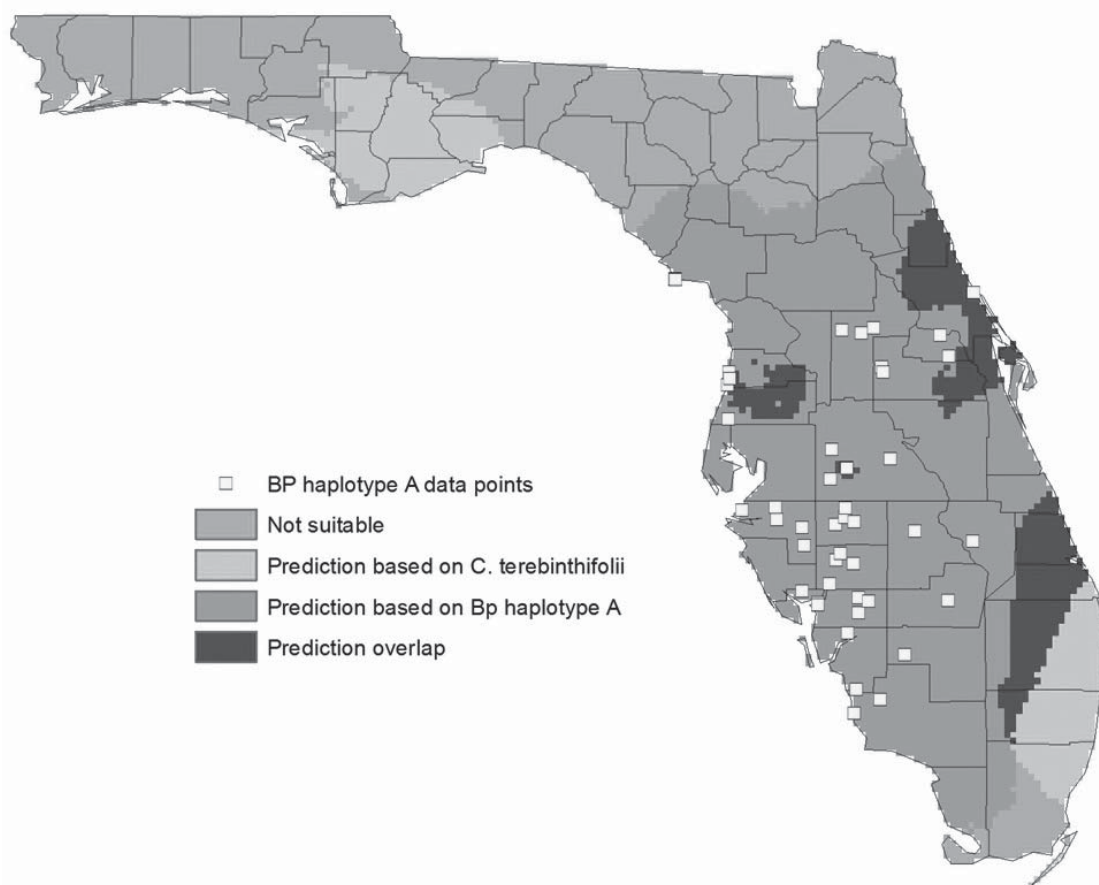 BP haplotype A data points
Not suitable
Prediction based on C. terebinthifolii
Prediction based on Bp haplotype A
Prediction overlap